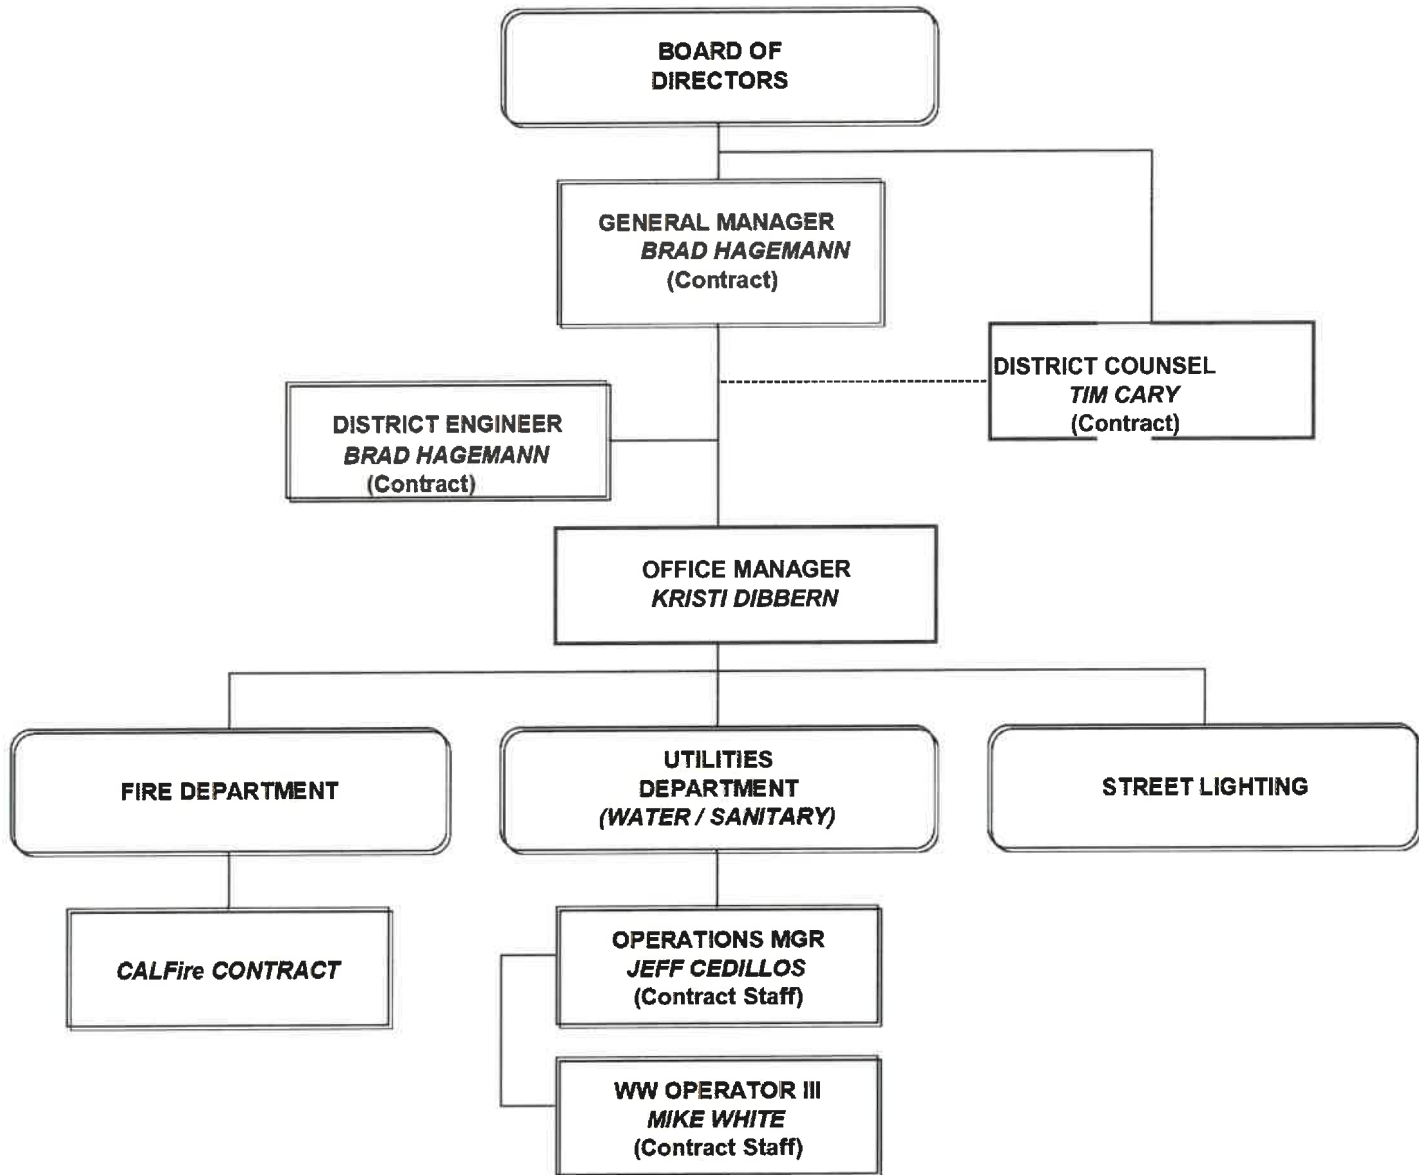 BOARD OF
DIRECTORS
GENERAL MANAGER
BRAD HAGEMANN
(Contract)
DISTRICT COUNSEL
TIM CARY
(Contract)
DISTRICT ENGINEER
BRAD HAGEMANN
(Contract)
OFFICE MANAGER
KRISTI DIBBERN
FIRE DEPARTMENT
UTILITIES
DEPARTMENT
(WATER / SANITARY)
STREET LIGHTING
CALFire CONTRACT
OPERATIONS MGR
JEFF CEDILLOS
(Contract Staff)
WW OPERATOR III
MIKE WHITE
(Contract Staff)